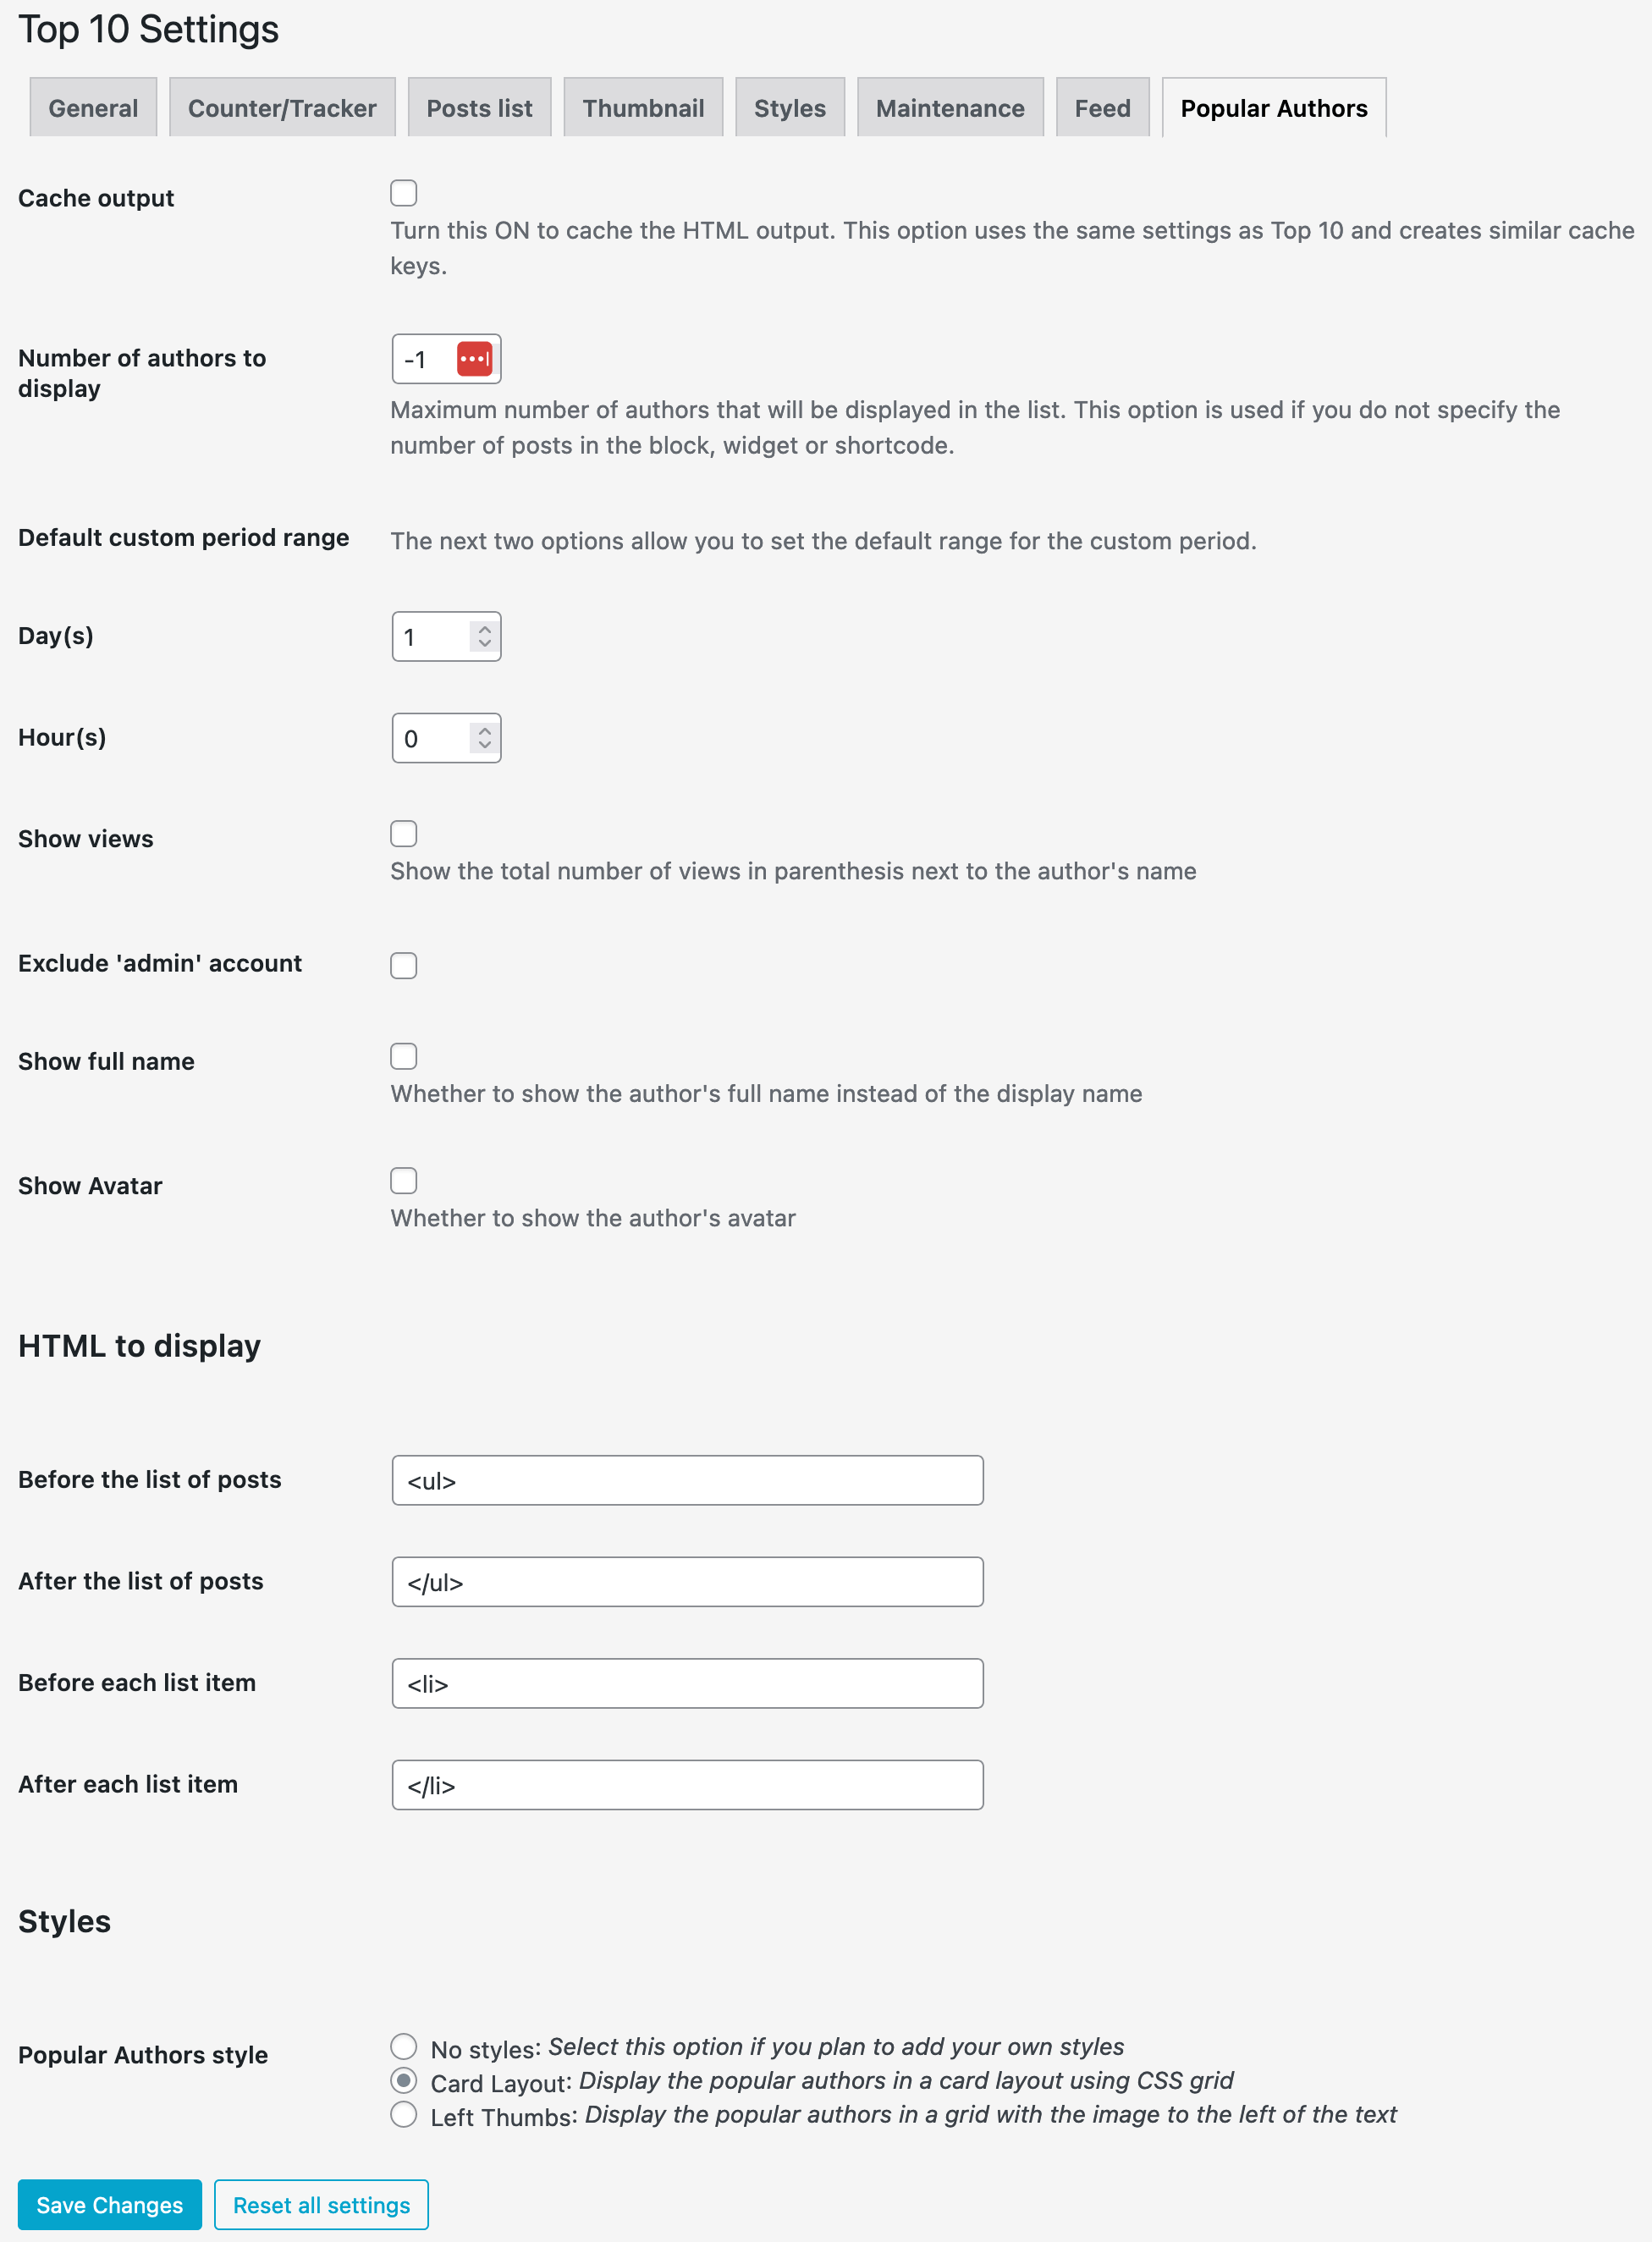 Top 10 Settings
General Counter/Tracker Posts list Thumbnail Styles Maintenance Feed Popular Authors
Cache output
Turn this ON to cache the HTML output. This option uses the same settings as Top 10 and creates similar cache
keys.
Number of authors to
display
-1
Maximum number of authors that will be displayed in the list. This option is used if you do not specify the
number of posts in the block, widget or shortcode.
Default custom period range
The next two options allow you to set the default range for the custom period.
Day(s)
1
Hour(s)
0
Show views
Show the total number of views in parenthesis next to the author's name
Exclude 'admin' account
Show full name
Whether to show the author's full name instead of the display name
Show Avatar
Whether to show the author's avatar
HTML to display
Before the list of posts
<ul>
After the list of posts
</ul>
Before each list item
<li>
After each list item
</li>
Styles
Popular Authors style
No styles: Select this option if you plan to add your own styles
Card Layout: Display the popular authors in a card layout using CSS grid
Left Thumbs: Display the popular authors in a grid with the image to the left of the text
Save Changes Reset all settings